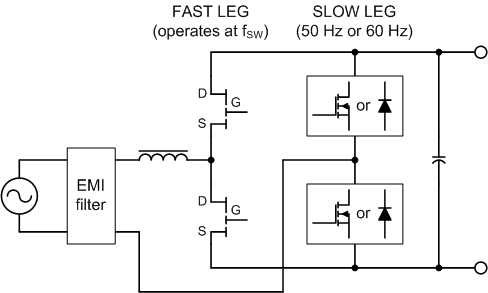 FAST LEG
(operates at fSW)
SLOW LEG
(50 Hz or 60 Hz)
D
G
S
or
EMI
filter
D
G
S
or